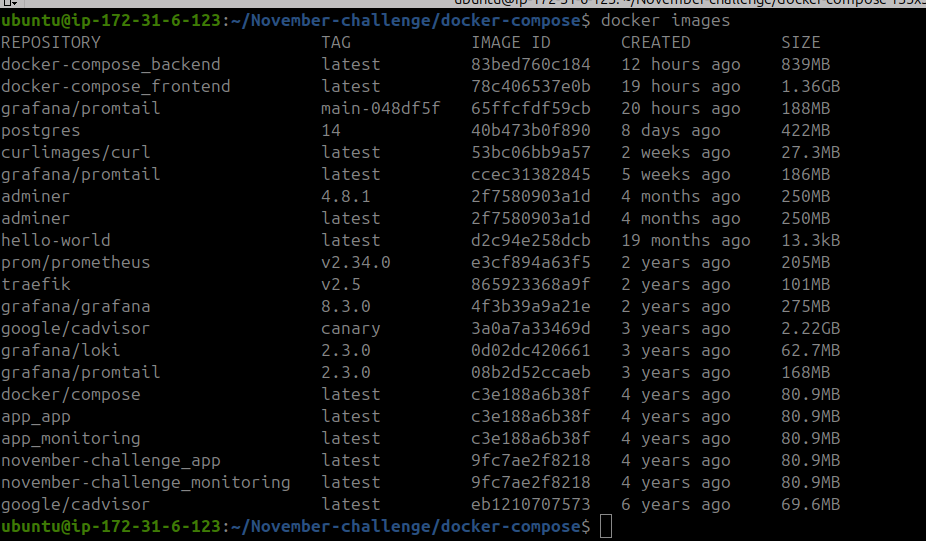 ubuntu@ip-172-31-6-123:~/November-challenge/docker-compose$ docker images
REPOSITORY TAG IMAGE ID CREATED SIZE
docker-compose_backend latest 83bed760c184 12 hours ago 839MB
docker-compose_frontend latest 78c406537e0b 19 hours ago 1.36GB
grafana/promtail main-048df5f 65ffcfdf59cb 20 hours ago 188MB
postgres 14 40b473b0f890 8 days ago 422MB
curlimages/curl latest 53bc06bb9a57 2 weeks ago 27.3MB
grafana/promtail latest ccec31382845 5 weeks ago 186MB
adminer 4.8.1 2f7580903a1d 4 months ago 250MB
adminer latest 2f7580903a1d 4 months ago 250MB
hello-world latest d2c94e258dcb 19 months ago 13.3kB
prom/prometheus v2.34.0 e3cf894a63f5 2 years ago 205MB
traefik v2.5 865923368a9f 2 years ago 101MB
grafana/grafana 8.3.0 4f3b39a9a21e 2 years ago 275MB
google/cadvisor canary 3a0a7a33469d 3 years ago 2.22GB
grafana/loki 2.3.0 0d02dc420661 3 years ago 62.7MB
grafana/promtail 2.3.0 08b2d52ccaeb 3 years ago 168MB
docker/compose latest c3e188a6b38f 4 years ago 80.9MB
app_app latest c3e188a6b38f 4 years ago 80.9MB
app_monitoring latest c3e188a6b38f 4 years ago 80.9MB
november-challenge_app latest 9fc7ae2f8218 4 years ago 80.9MB
november-challenge_monitoring latest 9fc7ae2f8218 4 years ago 80.9MB
google/cadvisor latest eb1210707573 6 years ago 69.6MB
ubuntu@ip-172-31-6-123:~/November-challenge/docker-compose$